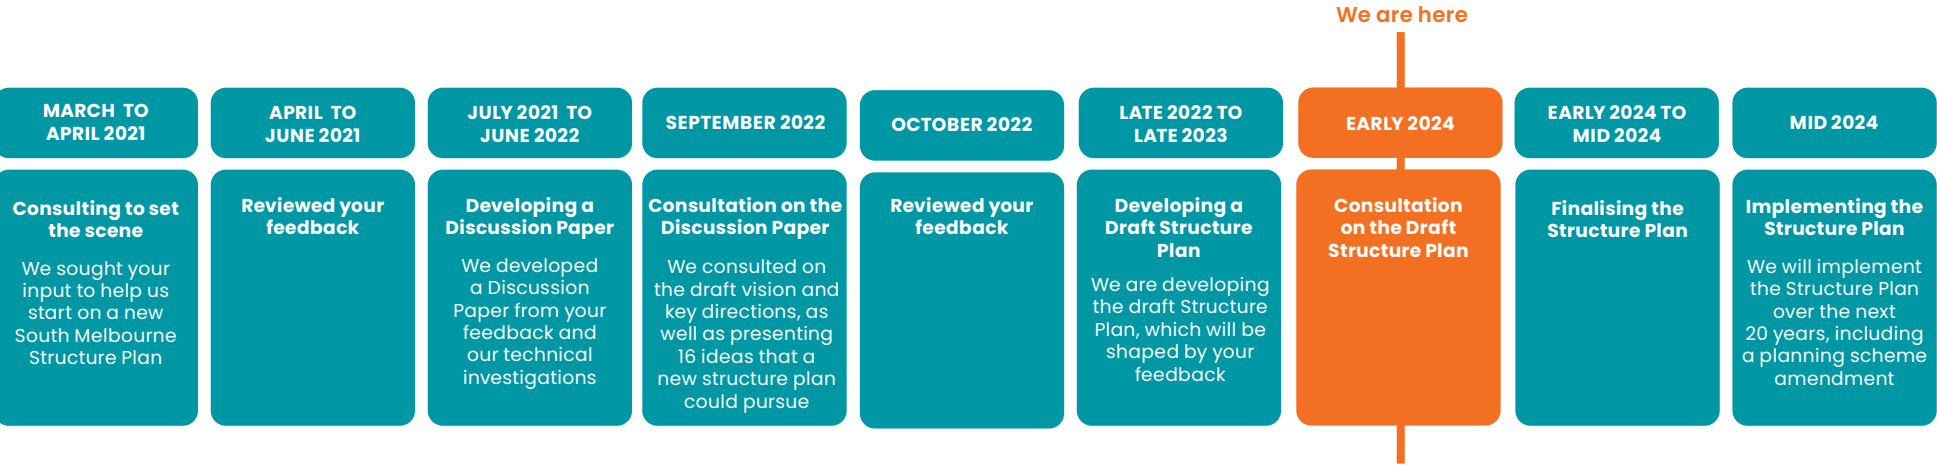 We are here
MARCH TO
APRIL 2021
Consulting to set
the scene
We sought your
input to help us
start on a new
South Melbourne
Structure Plan
APRIL TO
JUNE 2021
Reviewed your
feedback
JULY 2021 TO
JUNE 2022
Developing a
Discussion Paper
We developed
a Discussion
Paper from your
feedback and
our technical
investigations
SEPTEMBER 2022
Consultation on the
Discussion Paper
We consulted on
the draft vision and
key directions, as
well as presenting
16 ideas that a
new structure plan
could pursue
OCTOBER 2022
Reviewed your
feedback
LATE 2022 TO
LATE 2023
Developing a
Draft Structure
Plan
We are developing
the draft Structure
Plan, which will be
shaped by your
feedback
EARLY 2024
Consultation
on the Draft
Structure Plan
EARLY 2024 TO
MID 2024
Finalising the
Structure Plan
MID 2024
Implementing the
Structure Plan
We will implement
the Structure Plan
over the next
20 years, including
a planning scheme
amendment